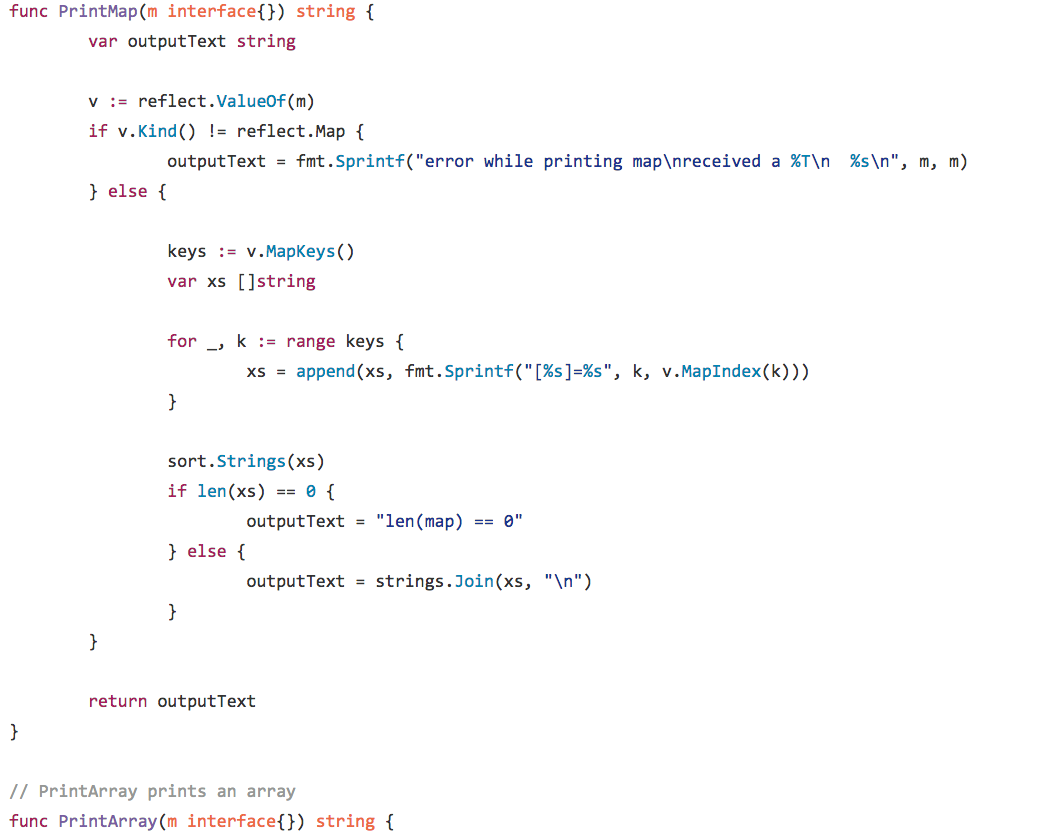 func PrintMap(m interface{}) string {
var outputText string
v := reflect.ValueOf(m)
if v.Kind() != reflect.Map {
outputText = fmt.Sprintf("error while printing map\nreceived a %T\n  %s\n", m, m)
} else {
keys := v.MapKeys()
var xs []string
for _, k := range keys {
xs = append(xs, fmt.Sprintf("[%s]=%s", k, v.MapIndex(k)))
}
sort.Strings(xs)
if len(xs) == 0 {
outputText = "len(map) == 0"
} else {
outputText = strings.Join(xs, "\n")
}
}
return outputText
}
// PrintArray prints an array
func PrintArray(m interface{}) string {